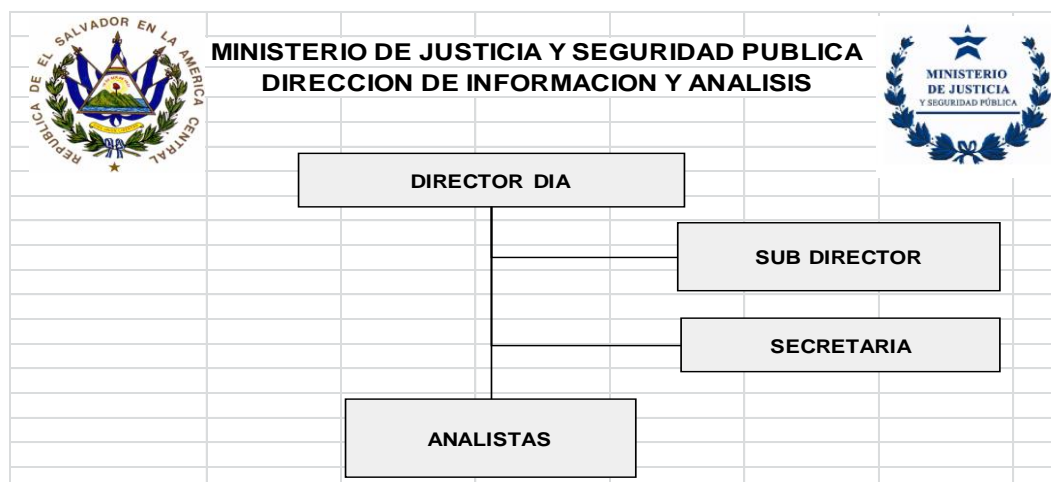 REPUBLICA DE EL SALVADOR EN LA AMERICA CENTRAL
MINISTERIO DE JUSTICIA Y SEGURIDAD PUBLICA
DIRECCION DE INFORMACION Y ANALISIS
MINISTERIO
DE JUSTICIA
Y SEGURIDAD PÚBLICA
DIRECTOR DIA
SUB DIRECTOR
SECRETARIA
ANALISTAS